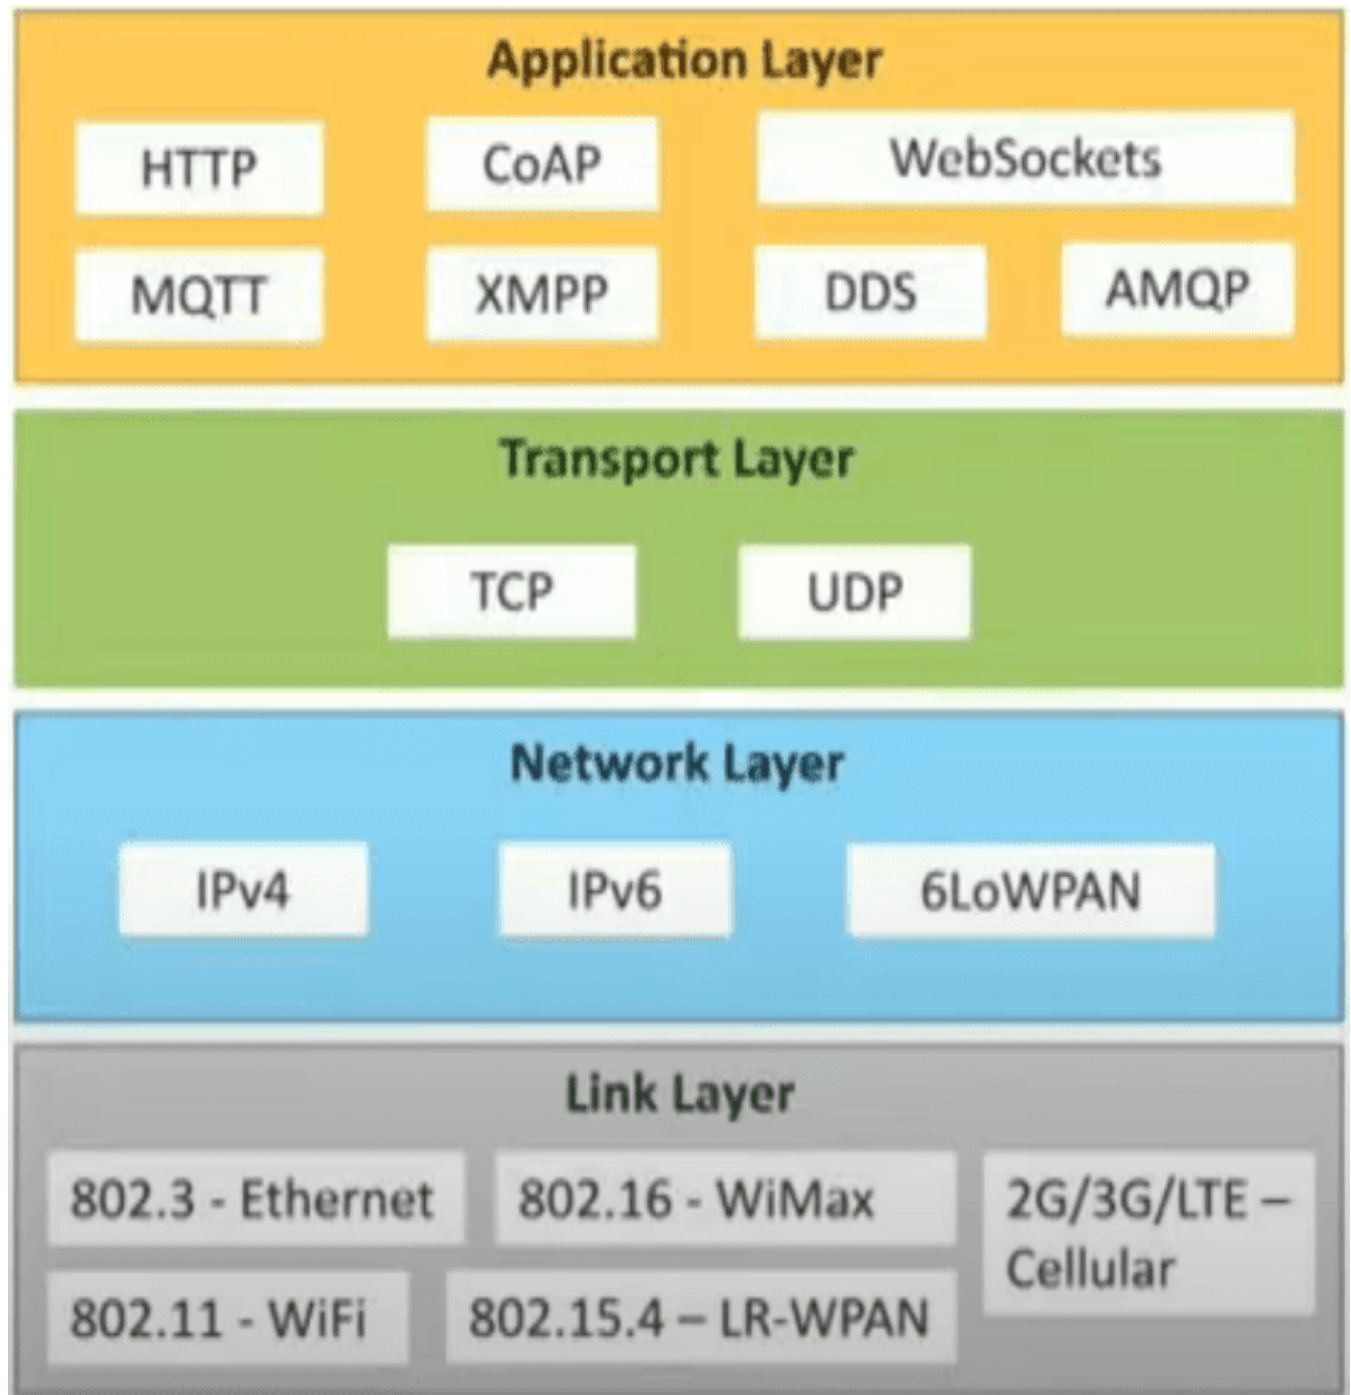 Application Layer
HTTP
CoAP
WebSockets
MQTT
XMPP
DDS
AMQP
Transport Layer
TCP
UDP
Network Layer
IPv4
IPv6
6LoWPAN
Link Layer
802.3 - Ethernet
802.16 - WiMax
2G/3G/LTE –
Cellular
802.11 - WiFi
802.15.4 – LR-WPAN